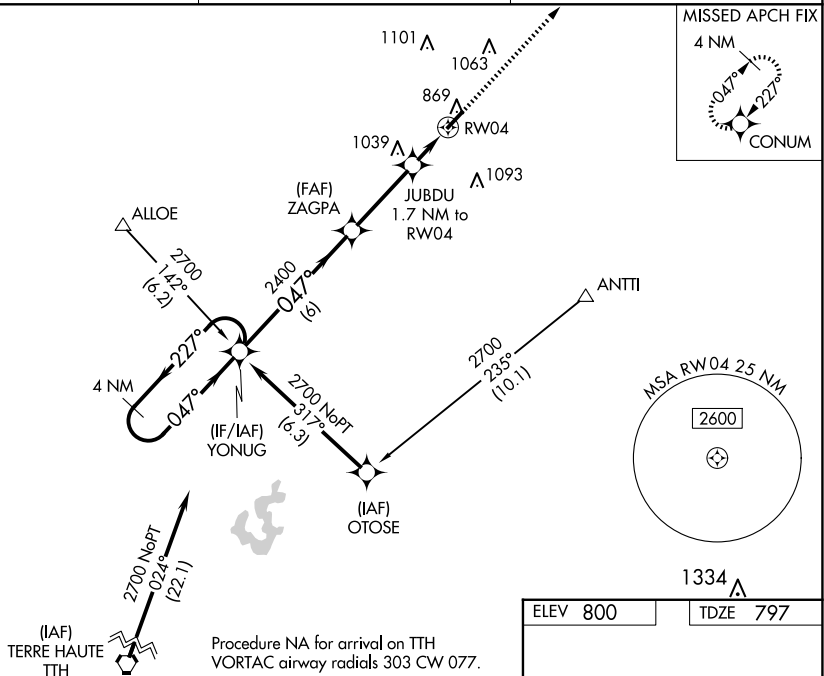 MISSED APCH FIX
4 NM
047°
227°
CONUM
1101
1063
869
RW04
1039
1093
JUBDU
1.7 NM to
RW04
(FAF)
ZAGPA
ALLOE
2700
142°
(6.2)
2400
047°
(6)
ANTTI
2700
235°
(10.1)
227°
4 NM
047°
(IF/IAF)
YONUG
2700 NoPT
317°
(6.3)
(IAF)
OTOSE
MSA RW04 25 NM
2600
2700 NoPT
024°
(22.1)
(IAF)
TERRE HAUTE
TTH
Procedure NA for arrival on TTH
VORTAC airway radials 303 CW 077.
1334
ELEV 800
TDZE 797